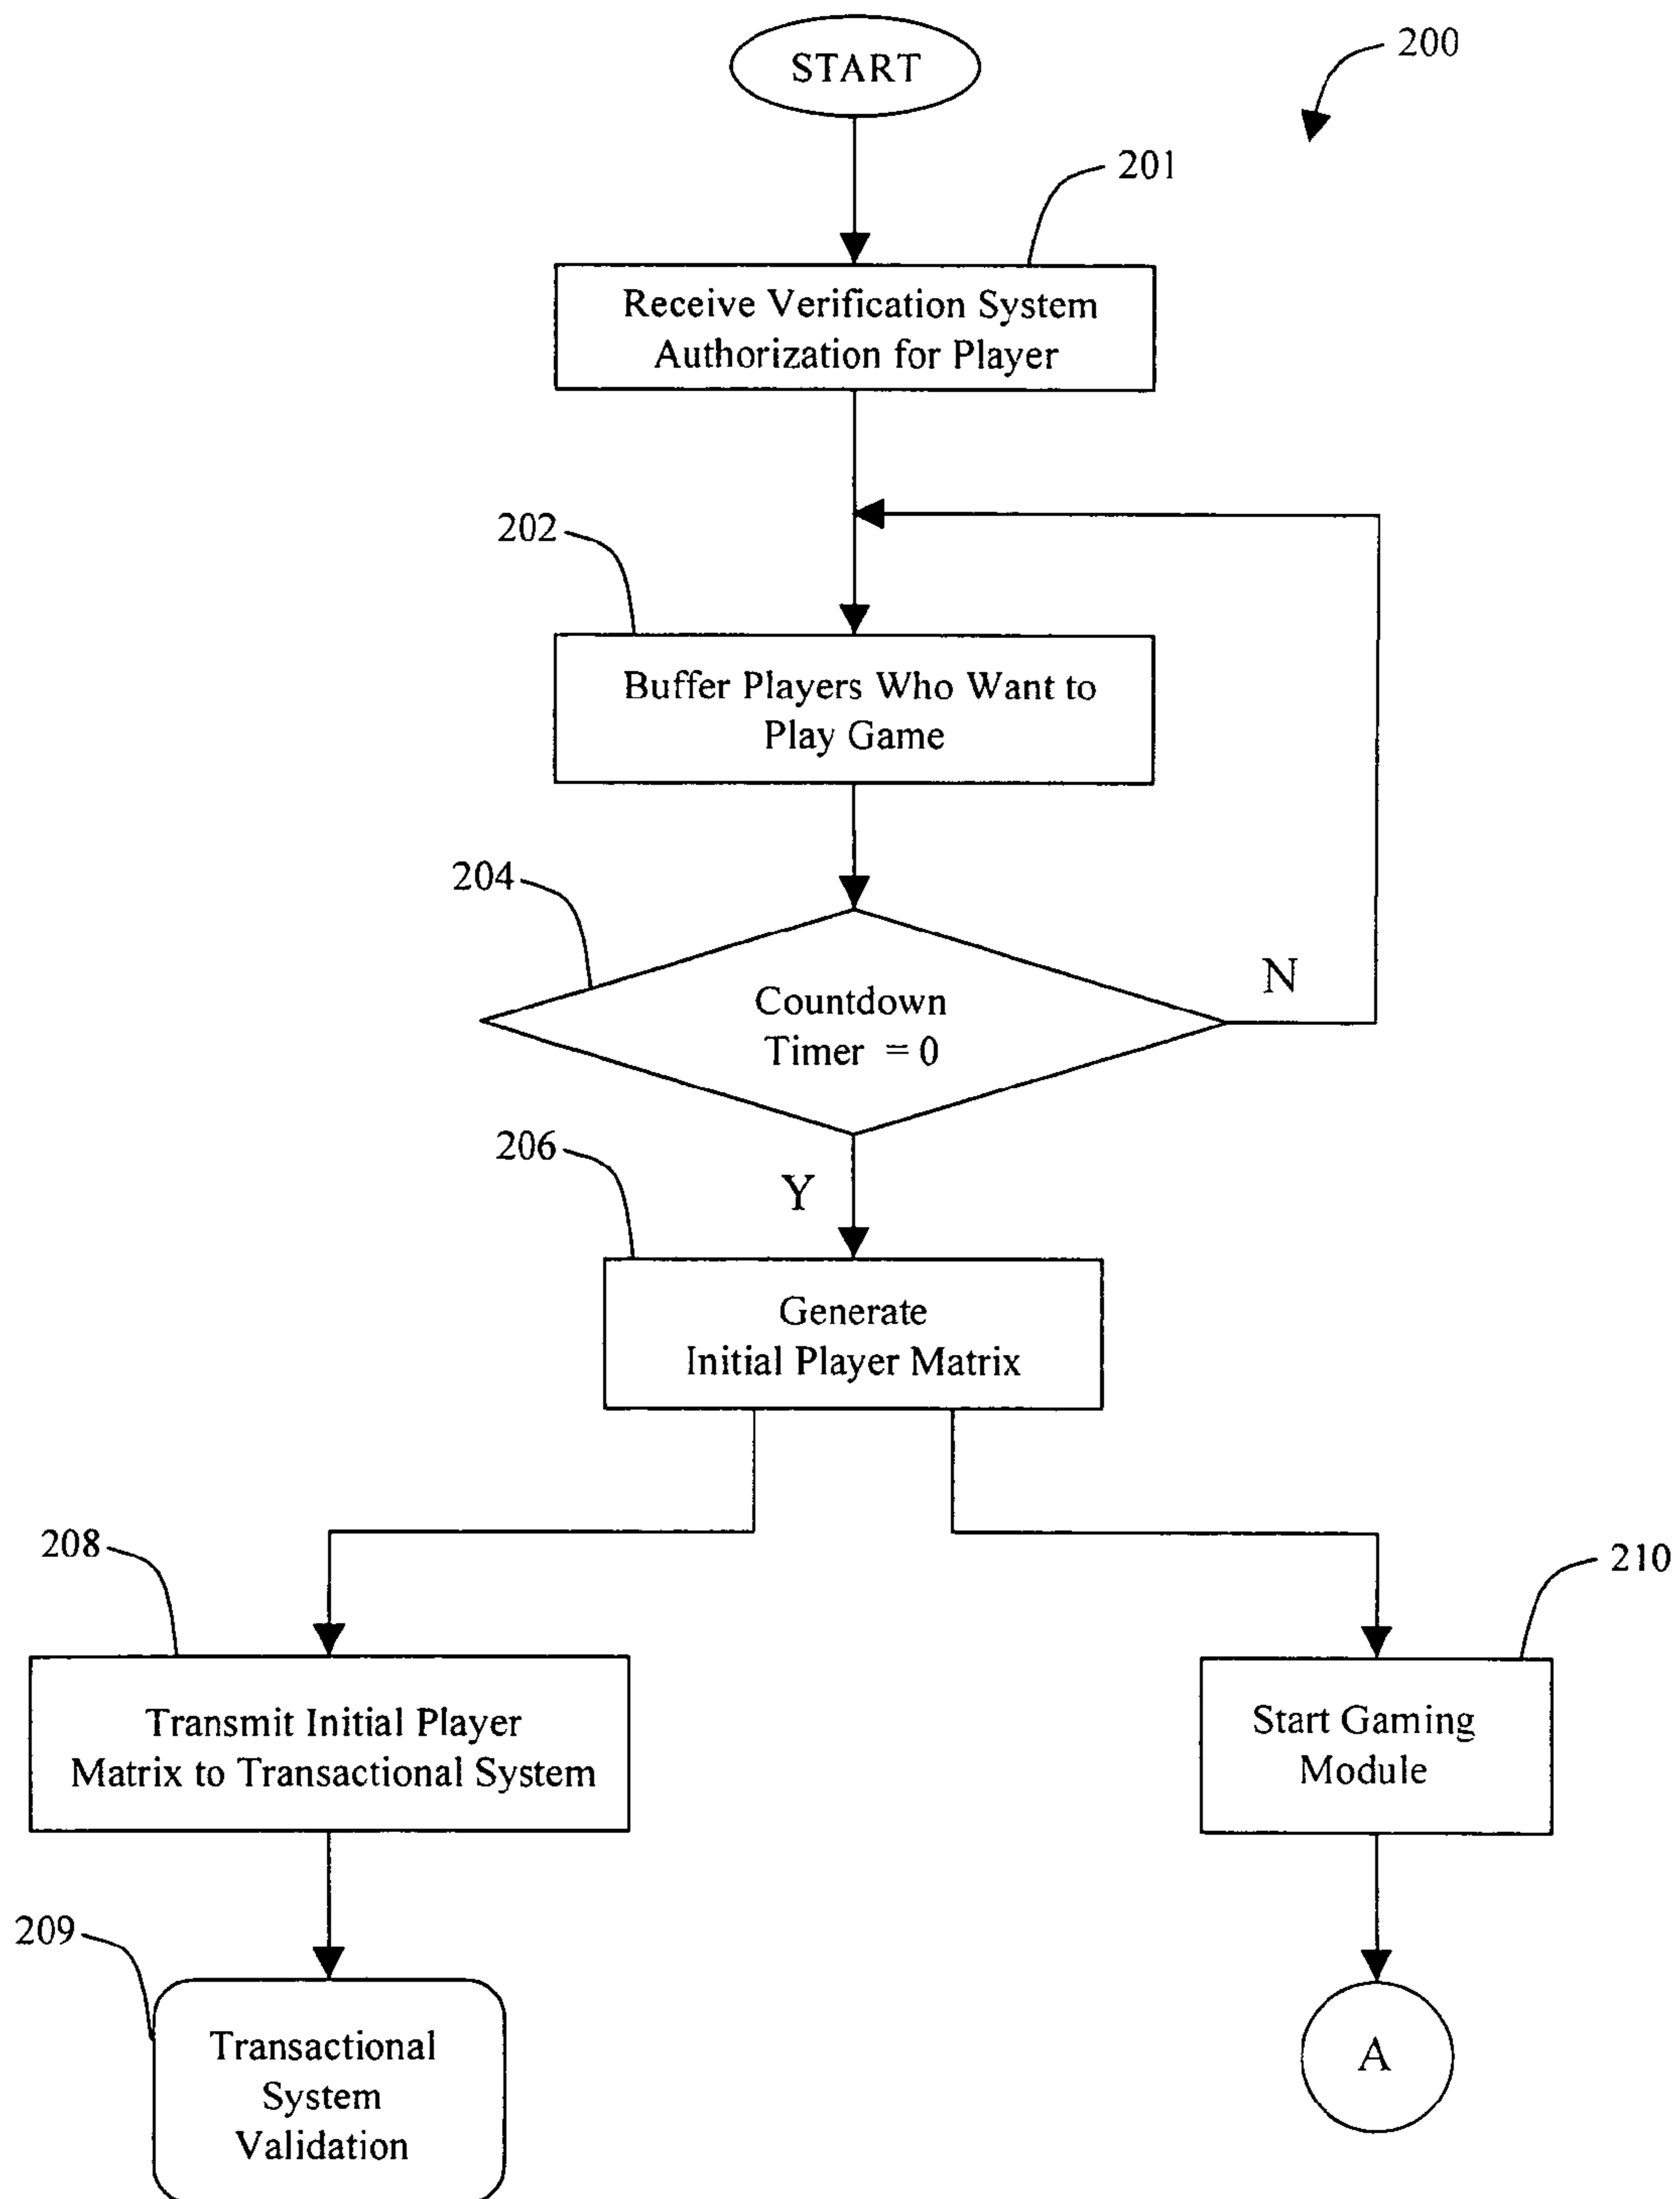 START
200
201
Receive Verification System
Authorization for Player
202
Buffer Players Who Want to
Play Game
204
Countdown
Timer = 0
N
206
Y
Generate
Initial Player Matrix
208
210
Transmit Initial Player
Matrix to Transactional System
Start Gaming
Module
209
Transactional
System
Validation
A